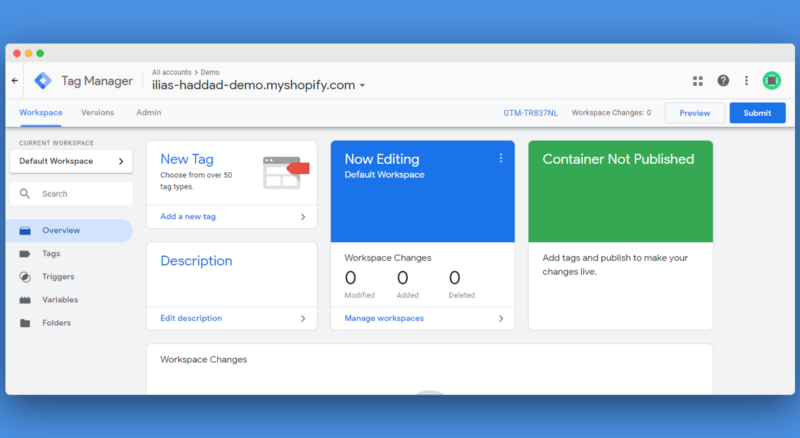 Tag Manager
All accounts > Demo
ilias-haddad-demo.myshopify.com
Workspace
Versions
Admin
GTM-TR837NL
Workspace Changes: 0
Preview
Submit
CURRENT WORKSPACE
Default Workspace
Search
Overview
Tags
Triggers
Variables
Folders
New Tag
Choose from over 50
tag types.
Add a new tag
Description
Edit description
Now Editing
Default Workspace
Workspace Changes
0 0 0
Modified Added Deleted
Manage workspaces
Container Not Published
Add tags and publish to make your
changes live.
Workspace Changes